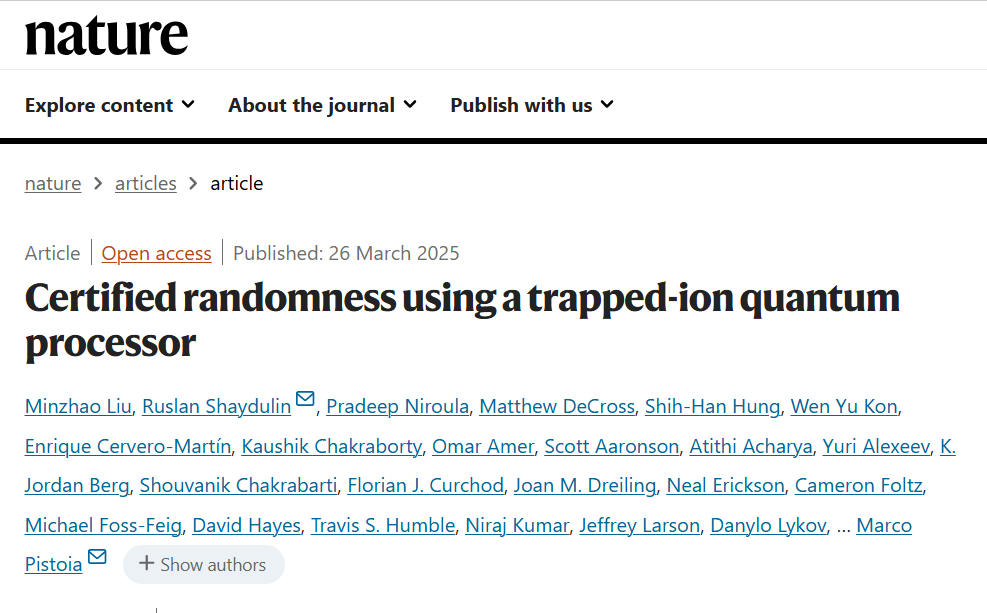 nature
Explore content About the journal Publish with us
nature > articles > article
Article | Open access | Published: 26 March 2025
Certified randomness using a trapped-ion quantum
processor
Minzhao Liu, Ruslan Shaydulin, Pradeep Niroula, Matthew DeCross, Shih-Han Hung, Wen Yu Kon,
Enrique Cervero-Martín, Kaushik Chakraborty, Omar Amer, Scott Aaronson, Atithi Acharya, Yuri Alexeev, K.
Jordan Berg, Shouvanik Chakrabarti, Florian J. Curchod, Joan M. Dreiling, Neal Erickson, Cameron Foltz,
Michael Foss-Feig, David Hayes, Travis S. Humble, Niraj Kumar, Jeffrey Larson, Danylo Lykov, ... Marco
Pistoia + Show authors